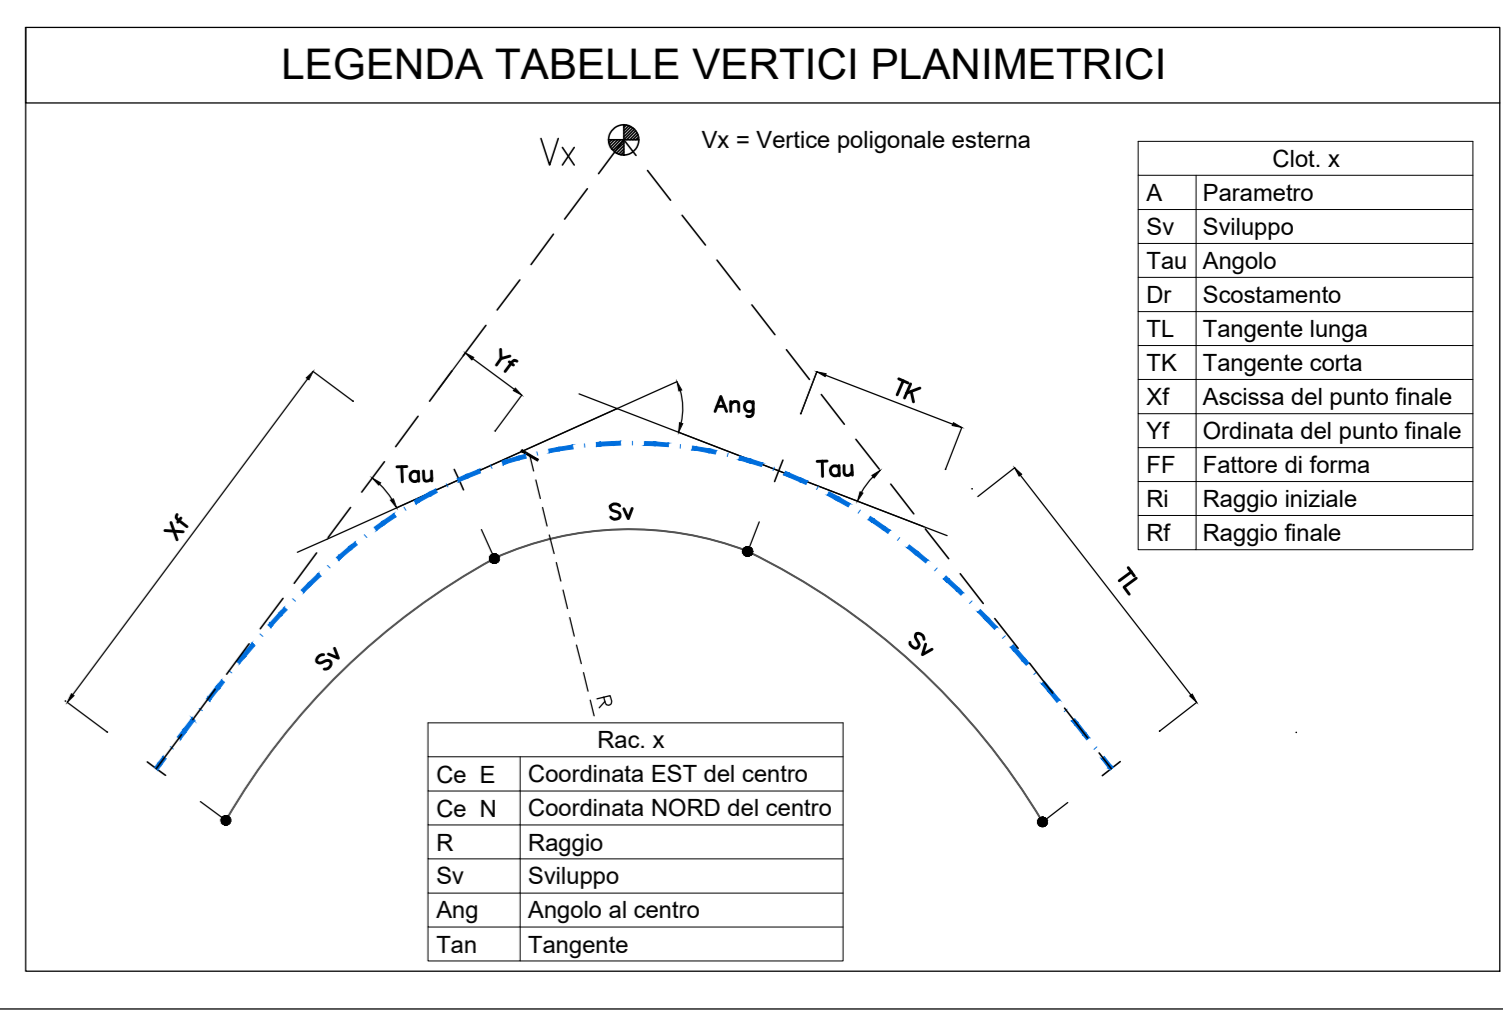 LEGENDA TABELLE VERTICI PLANIMETRICI
Vx
Vx = Vertice poligonale esterna
Clot. x
A Parametro
Sv Sviluppo
Tau Angolo
Dr Scostamento
TL Tangente lunga
TK Tangente corta
Xf Ascissa del punto finale
Yf Ordinata del punto finale
FF Fattore di forma
Ri Raggio iniziale
Rf Raggio finale
Yf
TK
Ang
Tau
Tau
Xf
Sv
TL
Sv
Sv
R
Rac. x
Ce E Coordinata EST del centro
Ce N Coordinata NORD del centro
R Raggio
Sv Sviluppo
Ang Angolo al centro
Tan Tangente